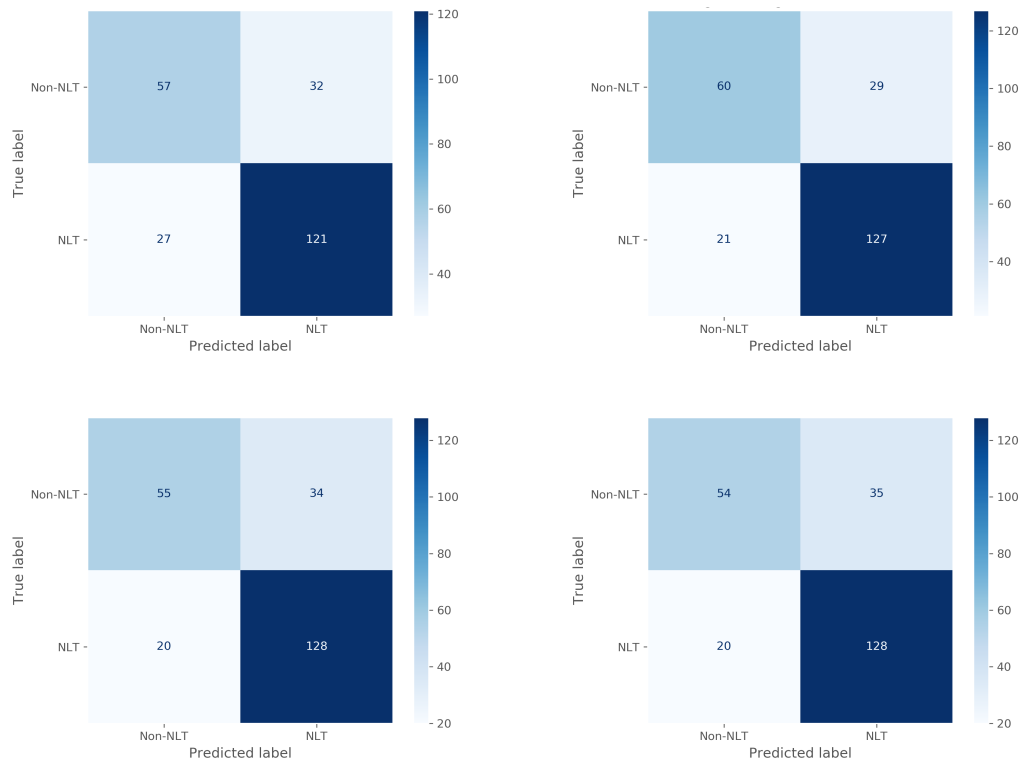 120
Non-NLT 57 32
100
80
True label
60
NLT 27 121
40
Non-NLT NLT
Predicted label
120
Non-NLT 60 29
100
80
True label
60
NLT 21 127
40
Non-NLT NLT
Predicted label
120
Non-NLT 55 34
100
80
True label
60
NLT 20 128
40
20
Non-NLT NLT
Predicted label
120
Non-NLT 54 35
100
80
True label
60
NLT 20 128
40
20
Non-NLT NLT
Predicted label